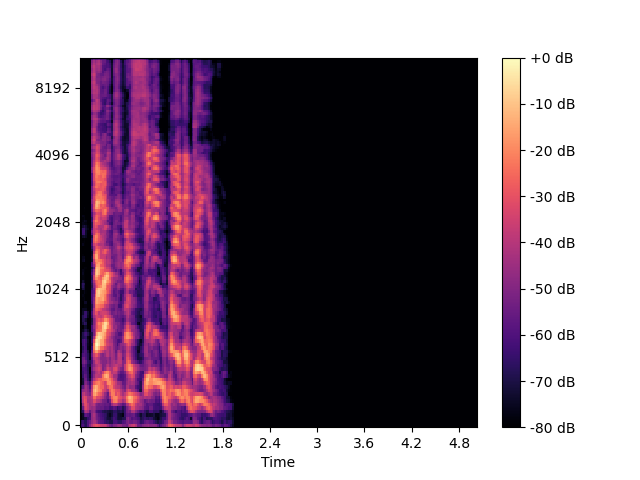 +0 dB
8192
-10 dB
4096
-20 dB
-30 dB
2048
Hz
-40 dB
1024
-50 dB
512
-60 dB
-70 dB
0
-80 dB
0 0.6 1.2 1.8 2.4 3 3.6 4.2 4.8
Time